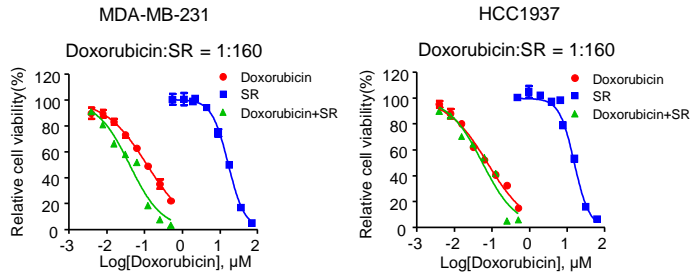 MDA-MB-231
Doxorubicin:SR = 1:160
Relative cell viability(%)
120
100
80
60
40
20
0
-3
-2
-1
0
1
2
Log[Doxorubicin], μM
Doxorubicin
SR
Doxorubicin+SR
HCC1937
Doxorubicin:SR = 1:160
Relative cell viability(%)
120
100
80
60
40
20
0
-3
-2
-1
0
1
2
Log[Doxorubicin], μM
Doxorubicin
SR
Doxorubicin+SR